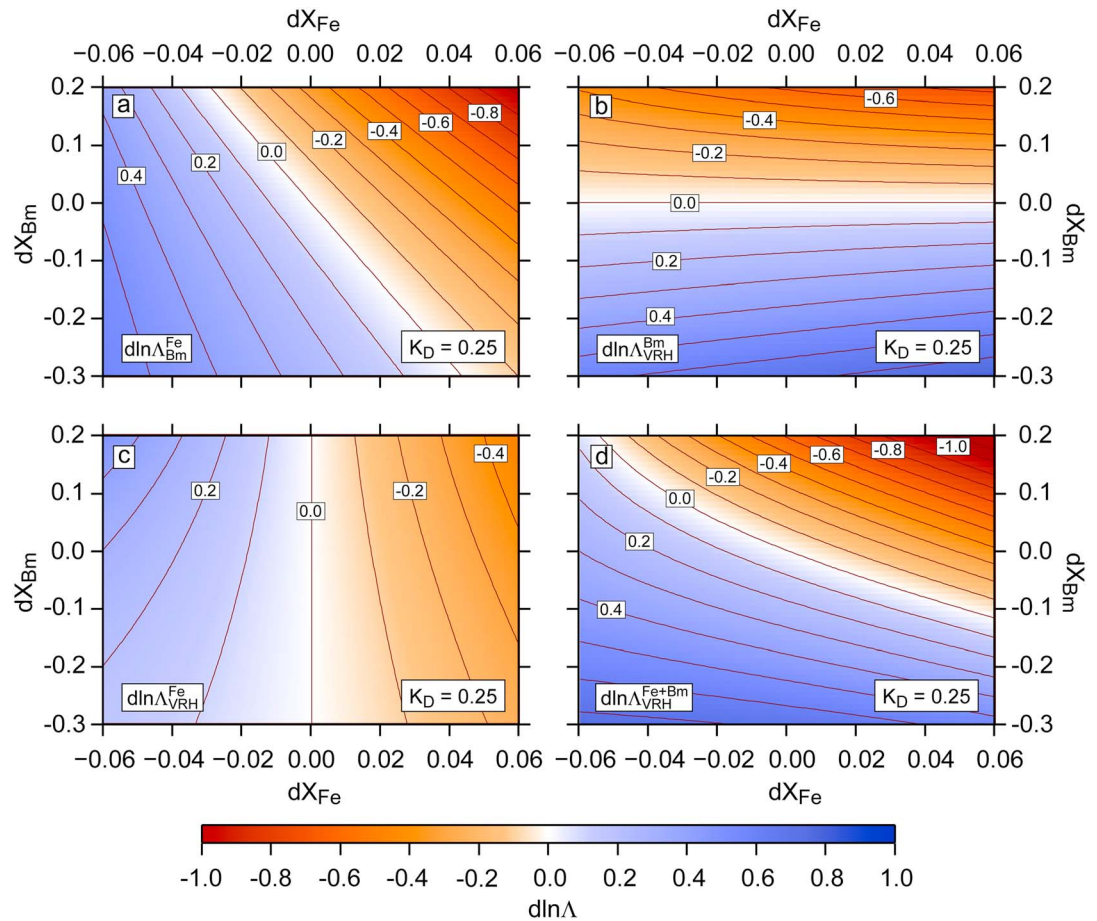 dX_Fe dX_Fe
−0.06 −0.04 −0.02 0.00 0.02 0.04 0.06 −0.06 −0.04 −0.02 0.00 0.02 0.04 0.06
0.2 0.1 0.0 -0.1 -0.2 -0.3
dX_Bm
a
0.4 0.2 0.0 -0.2 -0.4 -0.6 -0.8
dlnΛ_Bm^Fe
K_D = 0.25
b
-0.6
-0.4
-0.2
0.0
0.2
0.4
dlnΛ_VRH^Bm
K_D = 0.25
0.2 0.1 0.0 -0.1 -0.2 -0.3
dX_Bm
0.2 0.1 0.0 -0.1 -0.2 -0.3
dX_Bm
c
0.2 0.0 -0.2 -0.4
dlnΛ_VRH^Fe
K_D = 0.25
d
0.4 0.2 0.0 -0.2 -0.4 -0.6 -0.8 -1.0
dlnΛ_VRH^Fe+Bm
K_D = 0.25
0.2 0.1 0.0 -0.1 -0.2 -0.3
dX_Bm
−0.06 −0.04 −0.02 0.00 0.02 0.04 0.06 −0.06 −0.04 −0.02 0.00 0.02 0.04 0.06
dX_Fe dX_Fe
-1.0 -0.8 -0.6 -0.4 -0.2 0.0 0.2 0.4 0.6 0.8 1.0
dlnΛ